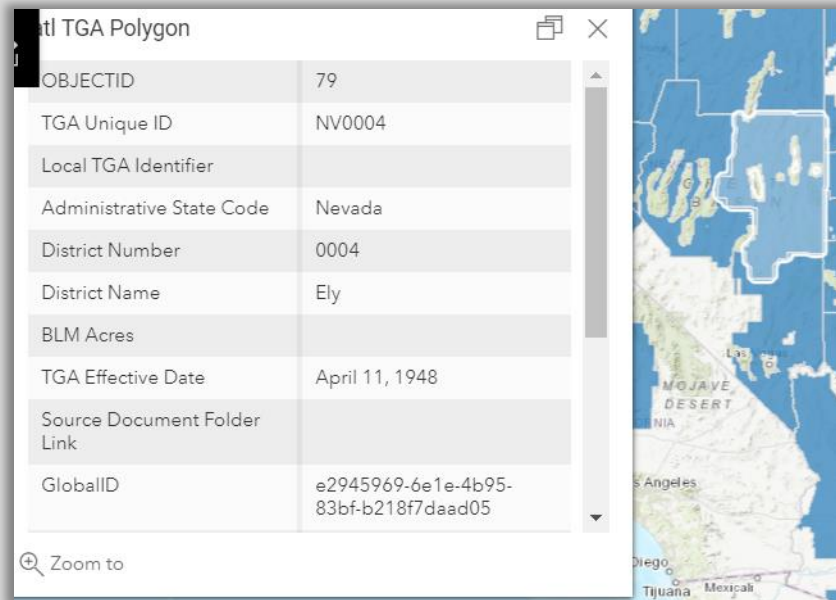 atl TGA Polygon
OBJECTID 79
TGA Unique ID NV0004
Local TGA Identifier
Administrative State Code Nevada
District Number 0004
District Name Ely
BLM Acres
TGA Effective Date April 11, 1948
Source Document Folder
Link
GlobalID e2945969-6e1e-4b95-
83bf-b218f7daad05
Zoom to
G R E T
B A S I N
Las
MOJAVE
DESERT
RNIA
s Angeles
Diego
Tijuana Mexicali